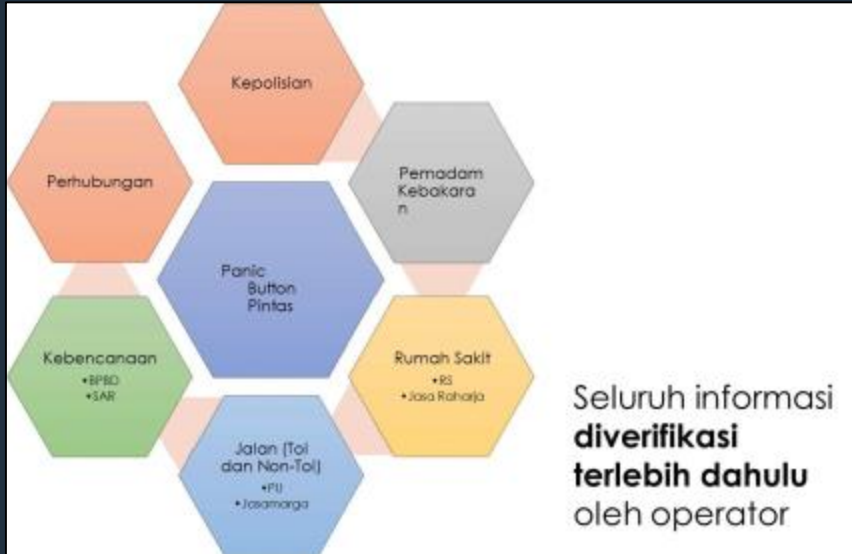 Kepolisian
Pemadam
Kebakara
n
Perhubungan
Panic
Button
Pintas
Kebencanaan
•BPBD
•SAR
Rumah Sakit
•RS
•Jasa Raharja
Jalan (Tol
dan Non-Tol)
•PU
•Jasamarga
Seluruh informasi
diverifikasi
terlebih dahulu
oleh operator